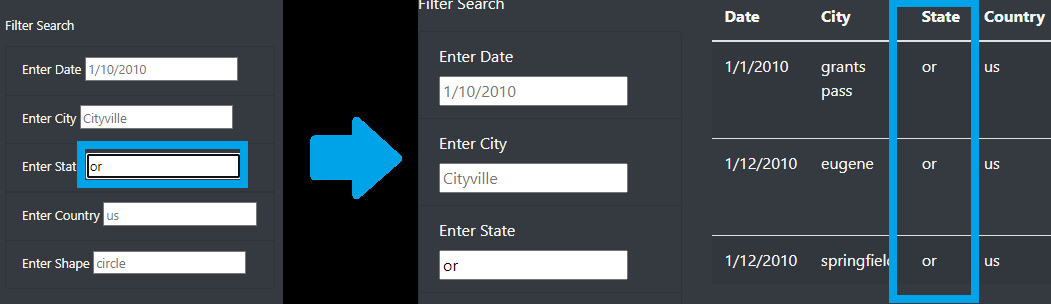 Filter Search
Enter Date 1/10/2010
Enter City Cityville
Enter Stat or
Enter Country us
Enter Shape circle
Filter Search
Enter Date
1/10/2010
Enter City
Cityville
Enter State
or
Date City State Country
1/1/2010 grants or us
pass
1/12/2010 eugene or us
1/12/2010 springfield or us